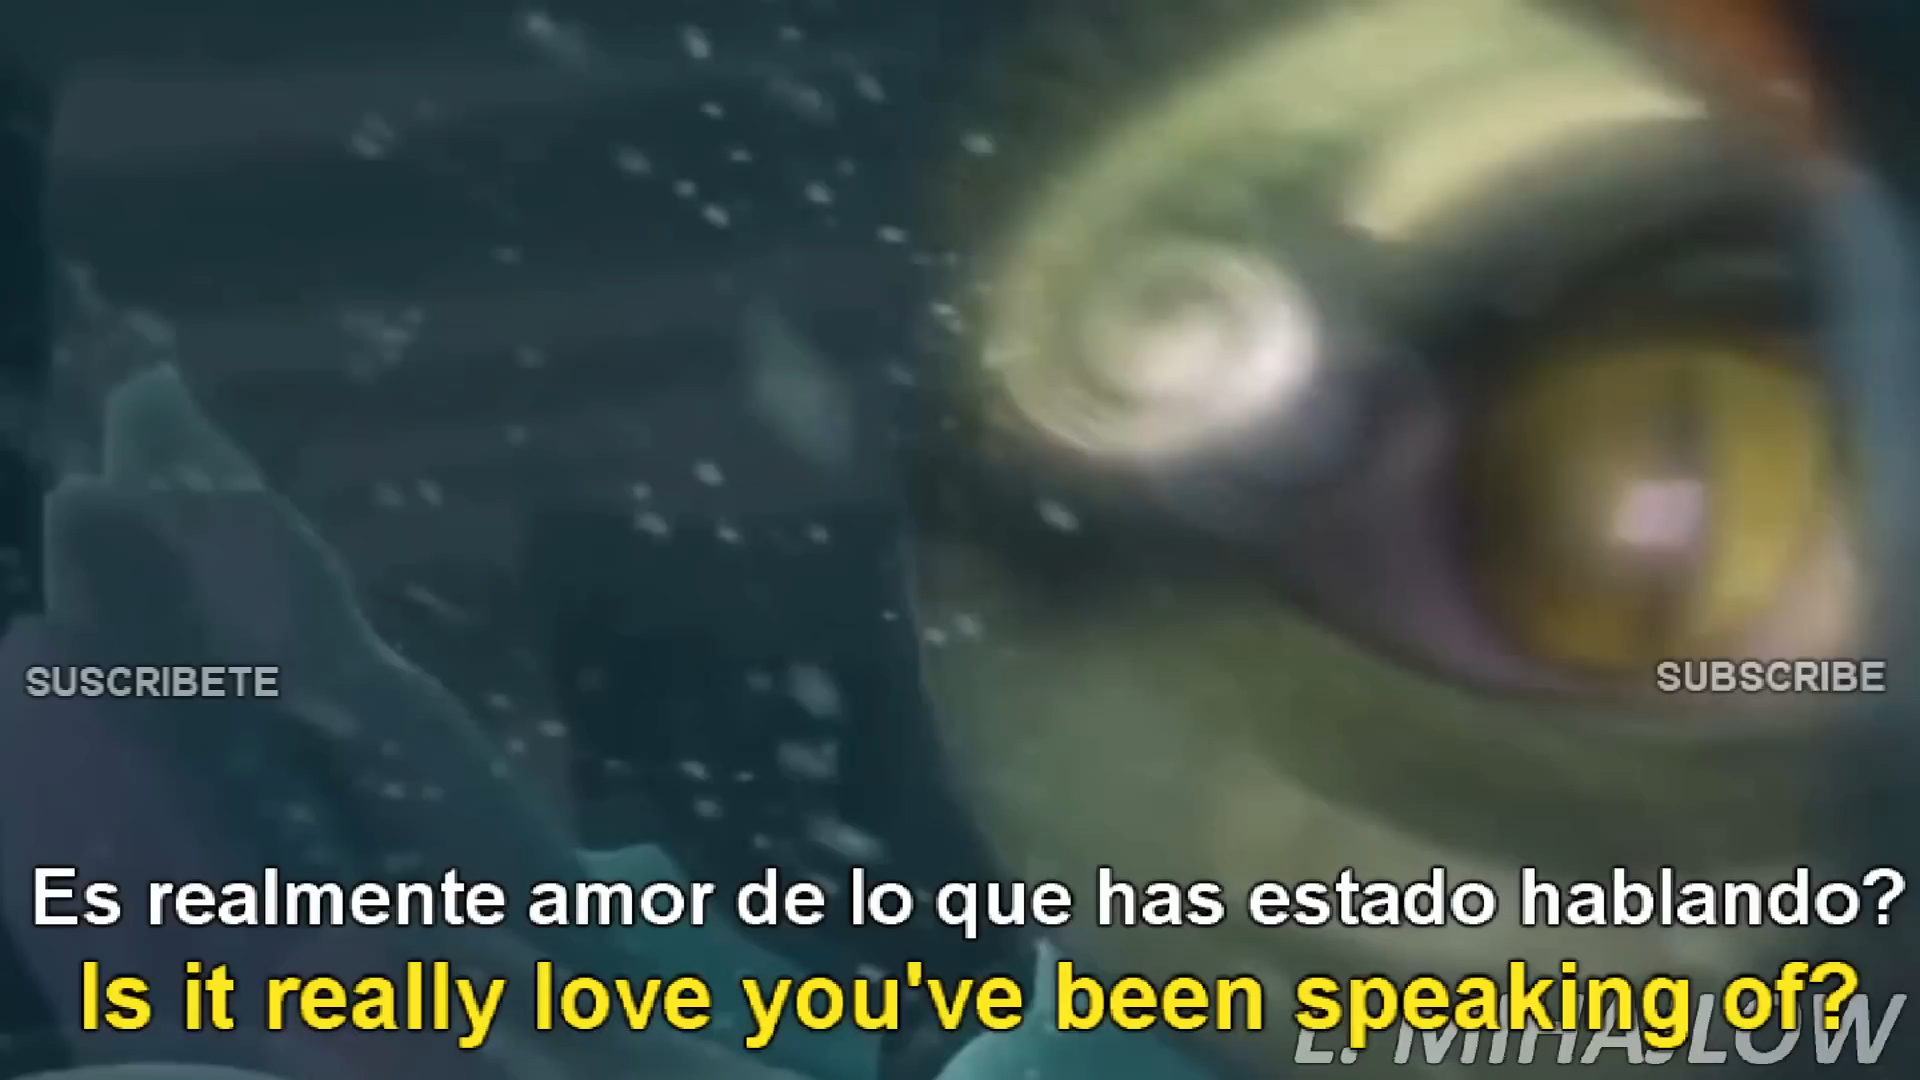 SUSCRIBETE
SUBSCRIBE
Es realmente amor de lo que has estado hablando?
Is it really love you've been speaking of?
L. MIHAJLOW